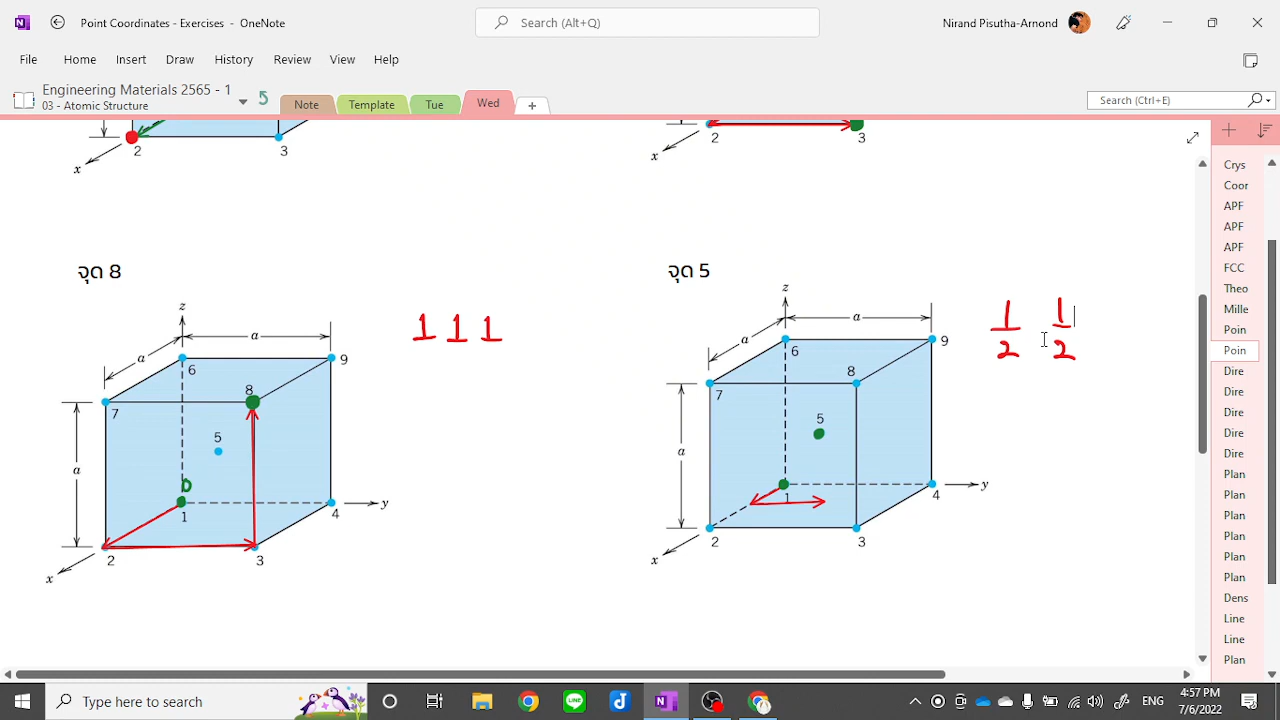 Point Coordinates - Exercises - OneNote
Search (Alt+Q)
Nirand Pisutha-Arnond
File Home Insert Draw History Review View Help
Engineering Materials 2565 - 1
03 - Atomic Structure
Note Template Tue Wed +
Search (Ctrl+E)
2 3 x
2 3 x
จุด 8
z
a
a
6
9
7
8
5
a
0
1
y
4
2
3
x
1 1 1
จุด 5
z
a
a
6
9
7
8
5
a
1
y
4
2
3
x
1/2 1/2
Crys
Coor
APF
APF
APF
FCC
Theo
Mille
Poin
Poin
Dire
Dire
Dire
Dire
Dire
Plan
Plan
Plan
Plan
Plan
Plan
Dens
Line
Line
Plan
Type here to search
LINE
ENG
4:57 PM
7/6/2022